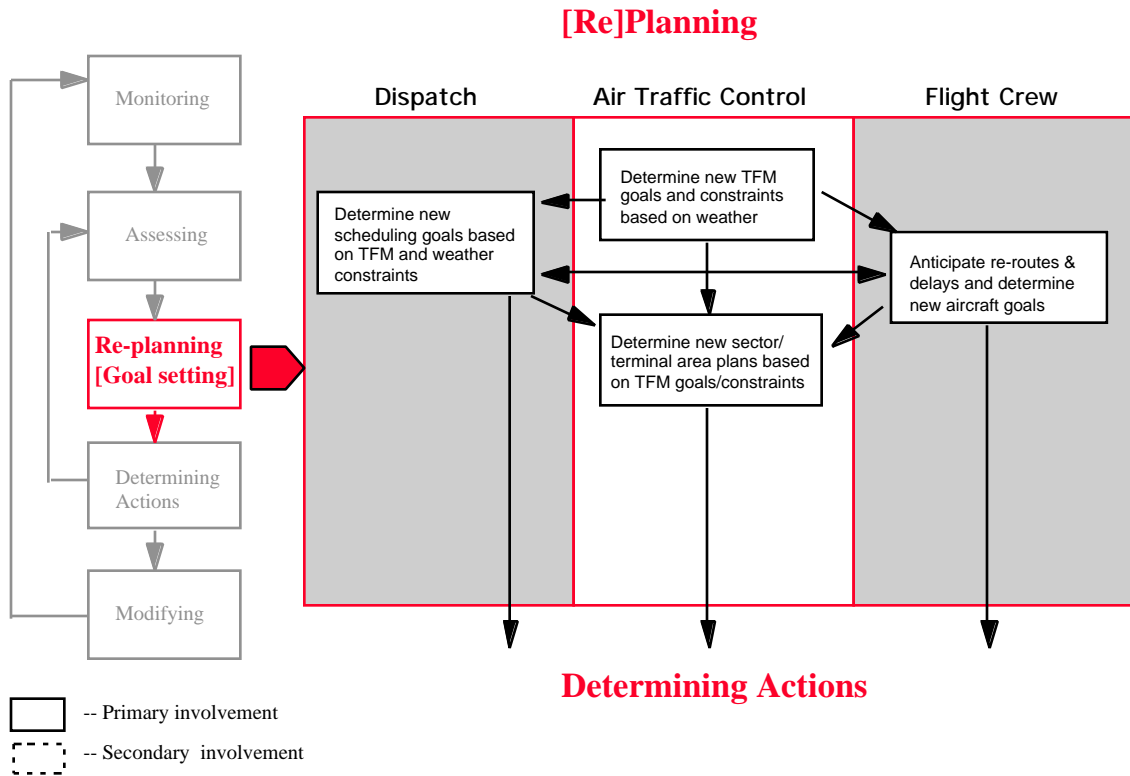 [Re]Planning
Monitoring
Assessing
Re-planning
[Goal setting]
Determining
Actions
Modifying
Dispatch
Air Traffic Control
Flight Crew
Determine new TFM
goals and constraints
based on weather
Determine new
scheduling goals based
on TFM and weather
constraints
Anticipate re-routes &
delays and determine
new aircraft goals
Determine new sector/
terminal area plans based
on TFM goals/constraints
Determining Actions
-- Primary involvement
-- Secondary involvement